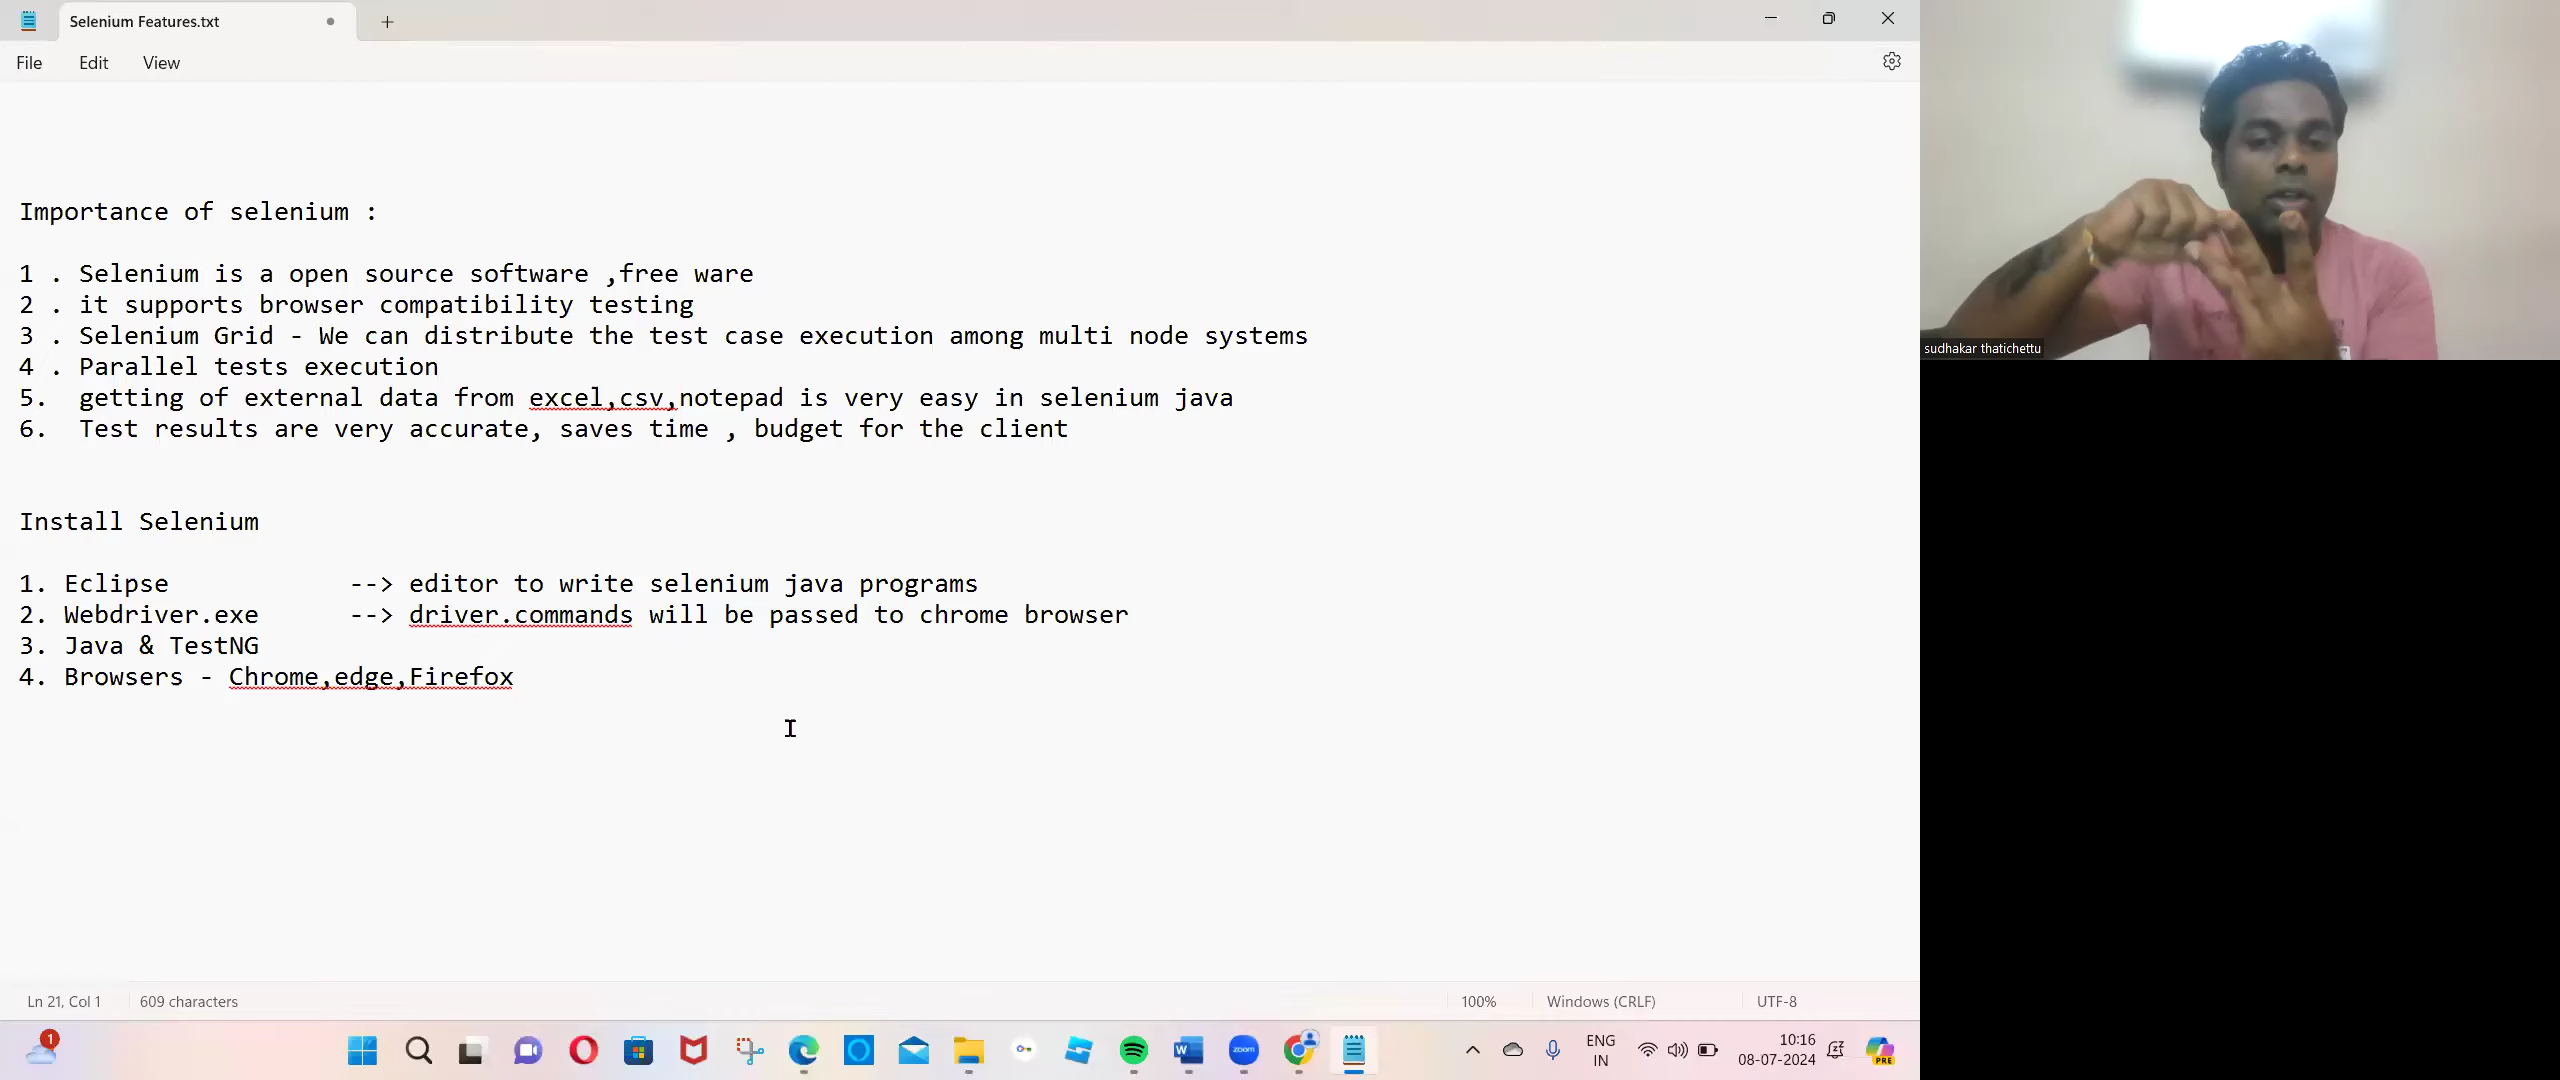 Selenium Features.txt
File Edit View
Importance of selenium :
1 . Selenium is a open source software ,free ware
2 . it supports browser compatibility testing
3 . Selenium Grid - We can distribute the test case execution among multi node systems
4 . Parallel tests execution
5. getting of external data from excel,csv,notepad is very easy in selenium java
6. Test results are very accurate, saves time , budget for the client
Install Selenium
1. Eclipse --> editor to write selenium java programs
2. Webdriver.exe --> driver.commands will be passed to chrome browser
3. Java & TestNG
4. Browsers - Chrome,edge,Firefox
sudhakar thatichettu
Ln 21, Col 1 609 characters 100% Windows (CRLF) UTF-8
1
W
zoom
ENG
IN
10:16
08-07-2024
PRE